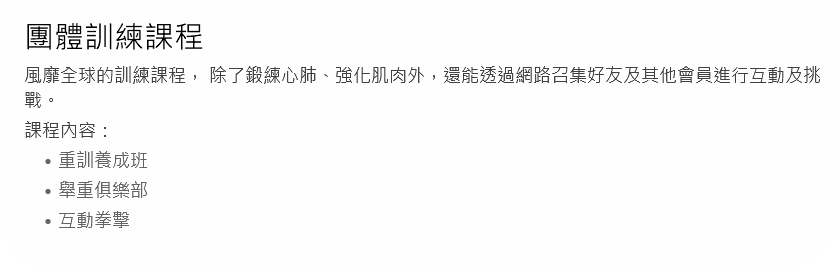 團體訓練課程
風靡全球的訓練課程， 除了鍛練心肺、強化肌肉外，還能透過網路召集好友及其他會員進行互動及挑
戰。
課程內容：
• 重訓養成班
• 舉重俱樂部
• 互動拳擊